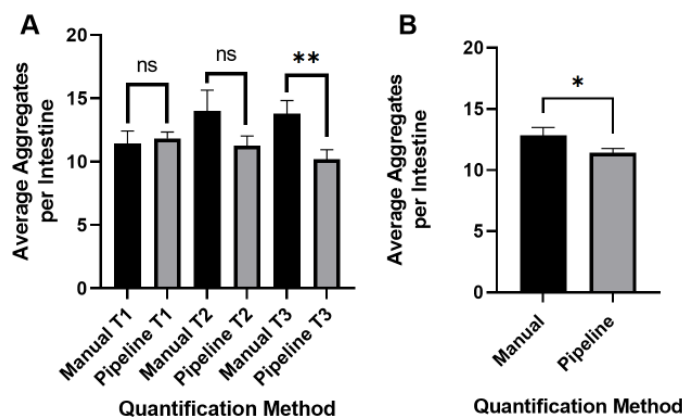 A
Average Aggregates
per Intestine
20
15
10
5
0
ns
ns
**
Manual T1
Pipeline T1
Manual T2
Pipeline T2
Manual T3
Pipeline T3
Quantification Method
B
Average Aggregates
per Intestine
20
15
10
5
0
*
Manual
Pipeline
Quantification Method